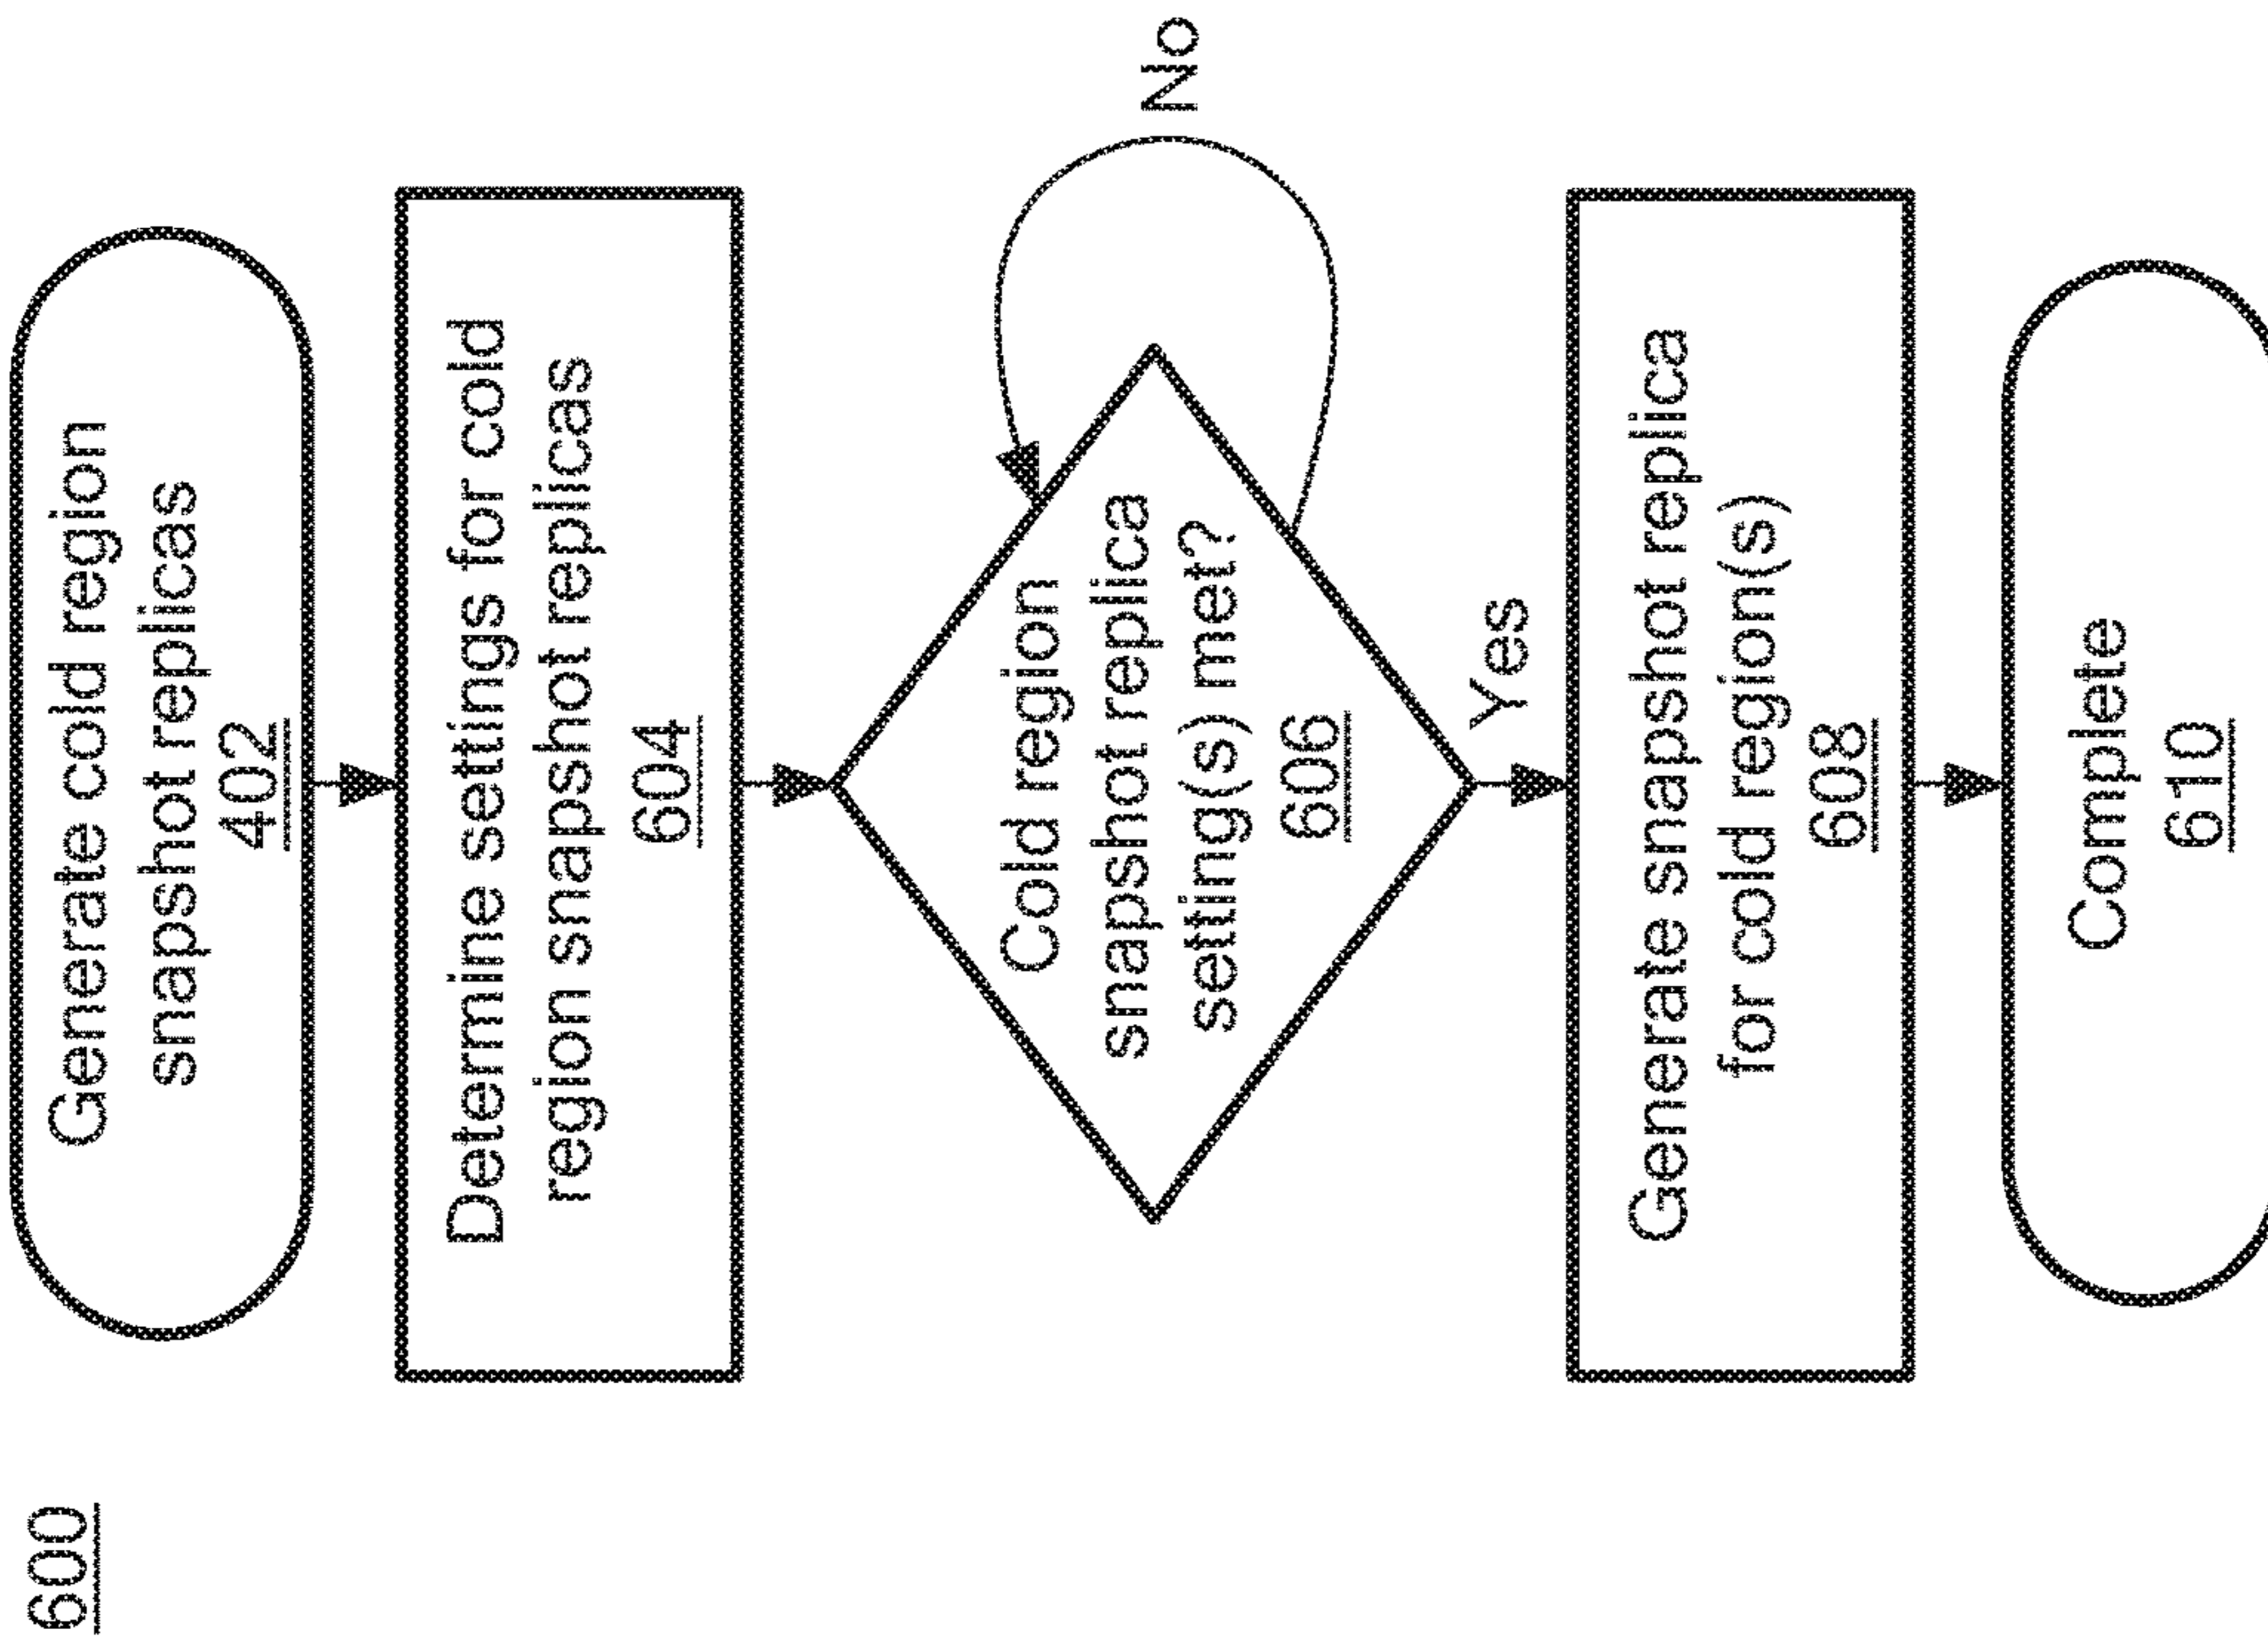 600
Generate cold region
snapshot replicas
402
Determine settings for cold
region snapshot replicas
604
Cold region
snapshot replica
setting(s) met?
606
No
Yes
Generate snapshot replica
for cold region(s)
608
Complete
610